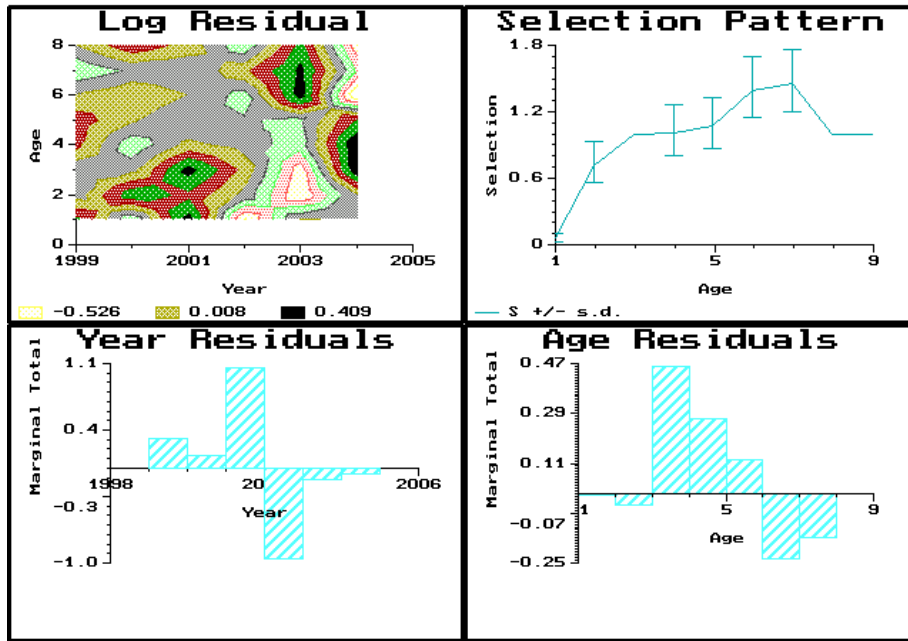 Log Residual
8
6
4
2
0
Age
1999 2001 2003 2005
Year
-0.526 0.008 0.409
Selection Pattern
1.8
1.2
0.6
0
Selection
1 5 9
Age
S +/- s.d.
Year Residuals
1.1
0.4
-0.3
-1.0
Marginal Total
1998 20 2006
Year
Age Residuals
0.47
0.29
0.11
-0.07
-0.25
Marginal Total
1 5 9
Age